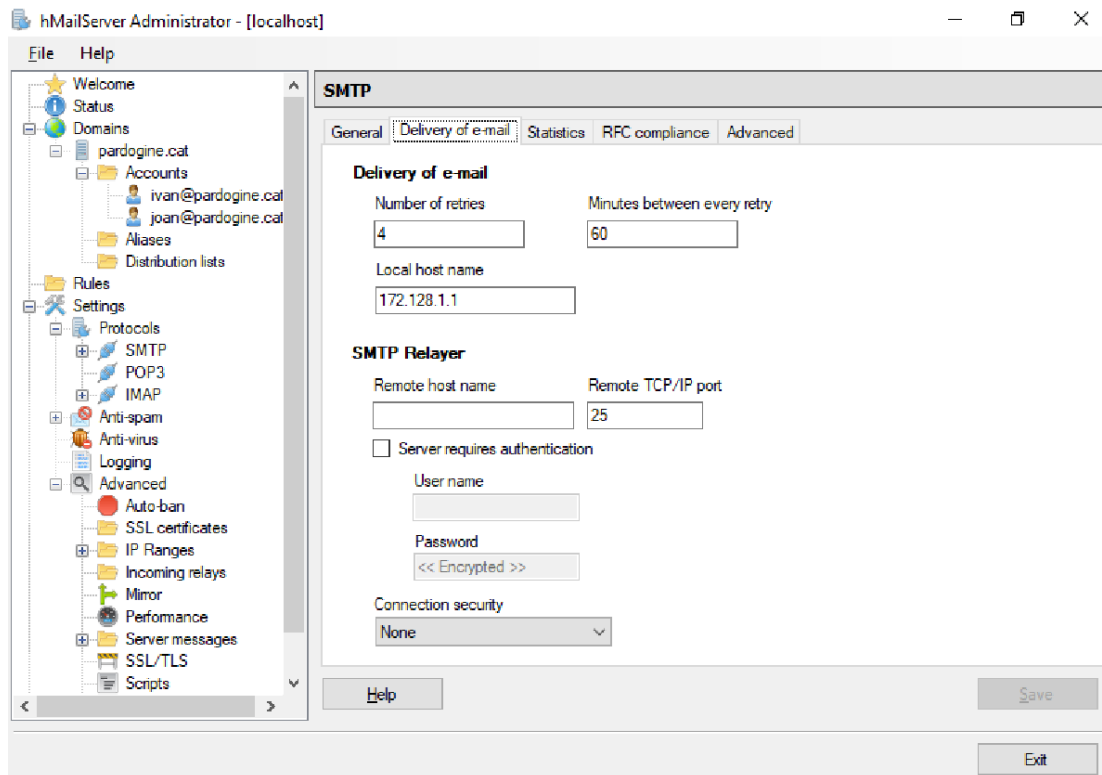 hMailServer Administrator - [localhost]
File Help
Welcome
Status
Domains
pardogine.cat
Accounts
ivan@pardogine.cat
joan@pardogine.cat
Aliases
Distribution lists
Rules
Settings
Protocols
SMTP
POP3
IMAP
Anti-spam
Anti-virus
Logging
Advanced
Auto-ban
SSL certificates
IP Ranges
Incoming relays
Mirror
Performance
Server messages
SSL/TLS
Scripts
SMTP
General Delivery of e-mail Statistics RFC compliance Advanced
Delivery of e-mail
Number of retries Minutes between every retry
4 60
Local host name
172.128.1.1
SMTP Relayer
Remote host name Remote TCP/IP port
25
Server requires authentication
User name
Password
<< Encrypted >>
Connection security
None
Help Save
Exit